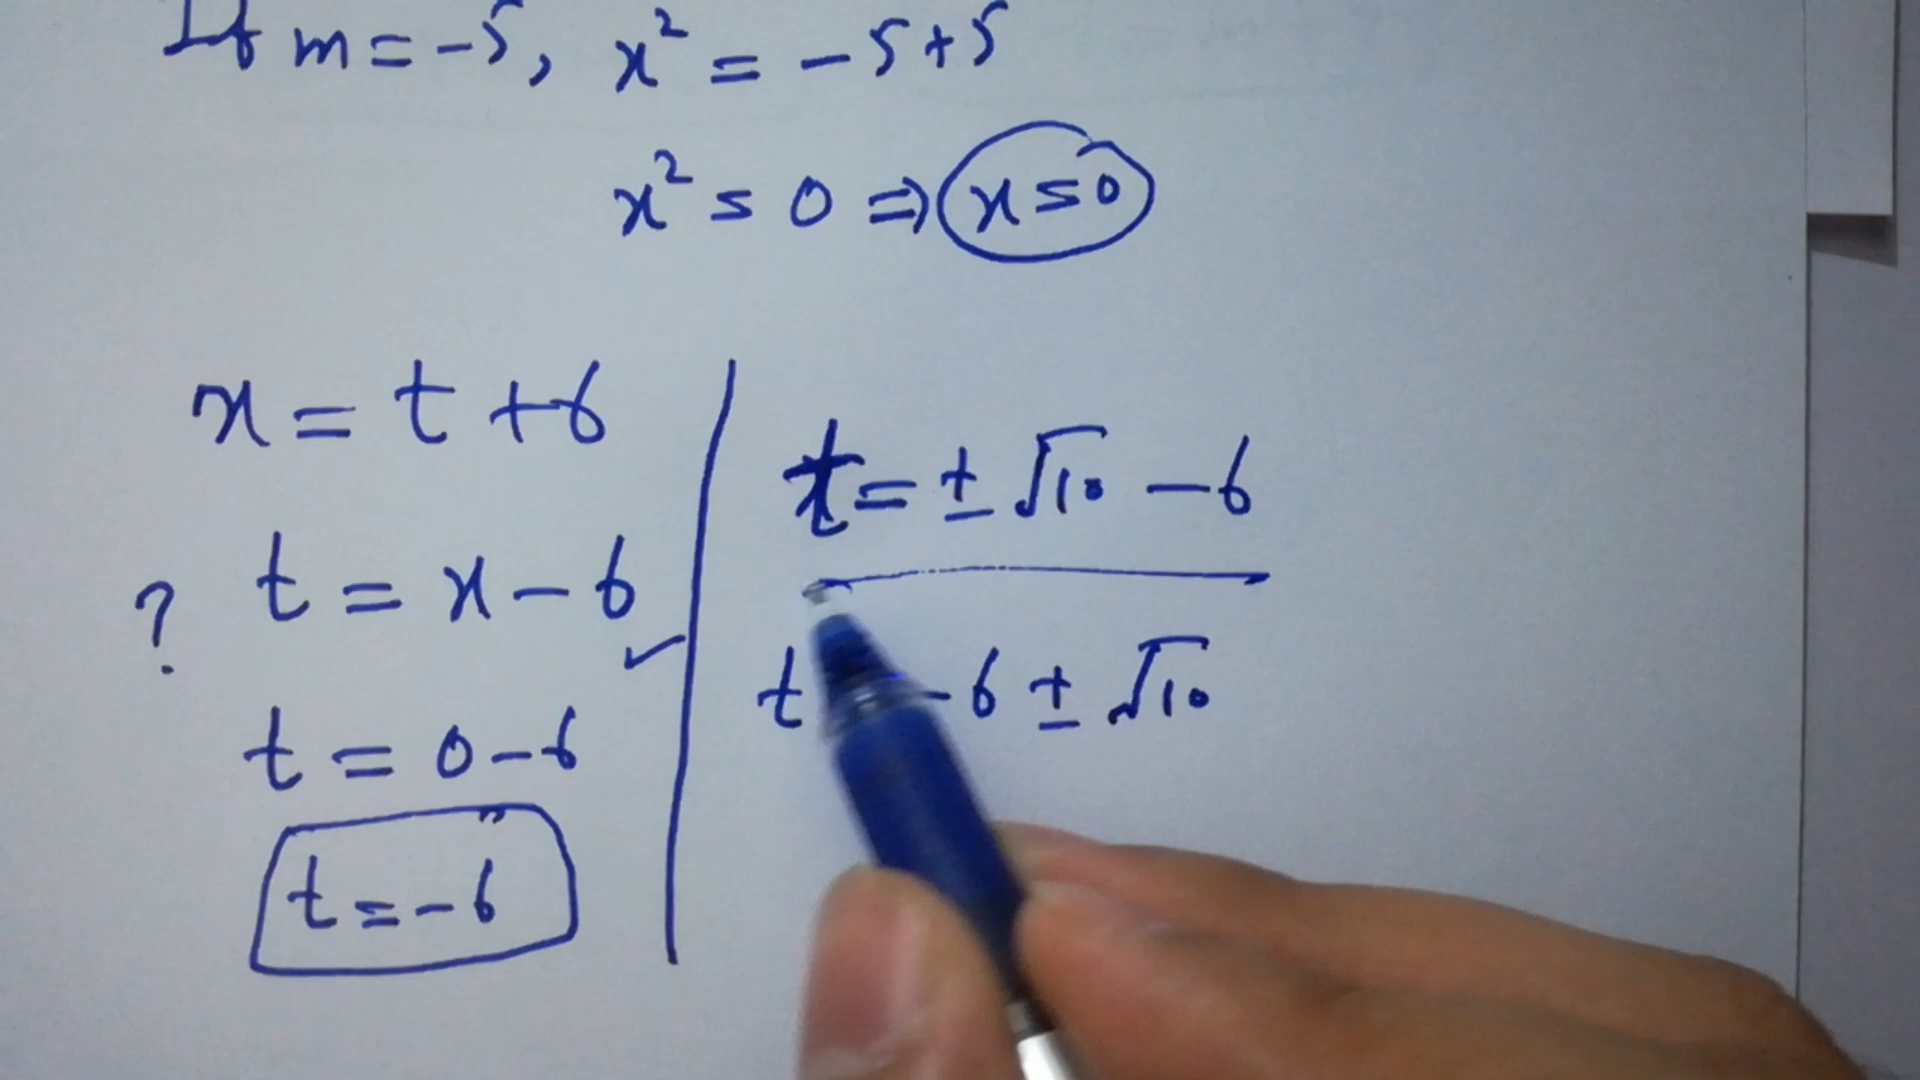 If m = -5, x² = -5+5
x² = 0 ⇒ x = 0
x = t + 6
? t = x - 6 ✓
t = 0 - 6
t = -6
t = ± √10 - 6
t - 6 ± √10